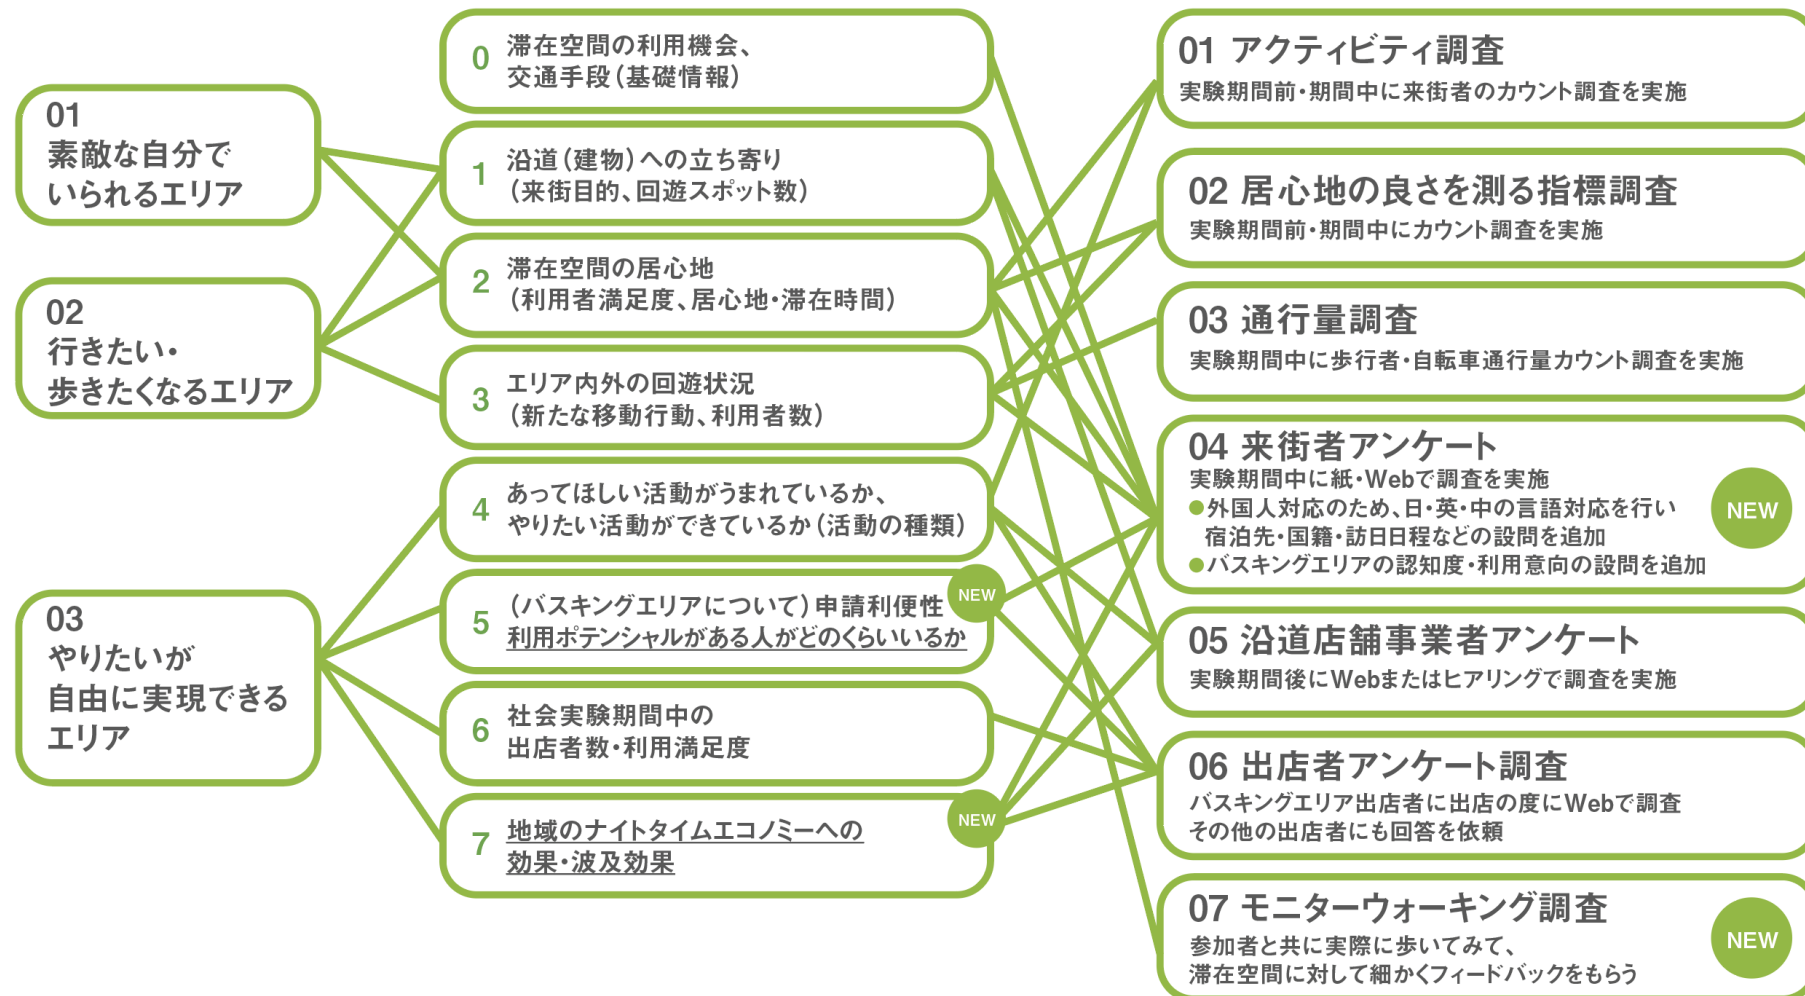 01
素敵な自分で
いられるエリア
02
行きたい・
歩きたくなるエリア
03
やりたいが
自由に実現できる
エリア
0
滞在空間の利用機会、
交通手段（基礎情報）
1
沿道（建物）への立ち寄り
（来街目的、回遊スポット数）
2
滞在空間の居心地
（利用者満足度、居心地・滞在時間）
3
エリア内外の回遊状況
（新たな移動行動、利用者数）
4
あってほしい活動がうまれているか、
やりたい活動ができているか（活動の種類）
5
（バスキングエリアについて）申請利便性
利用ポテンシャルがある人がどのくらいいるか
NEW
6
社会実験期間中の
出店者数・利用満足度
7
地域のナイトタイムエコノミーへの
効果・波及効果
NEW
01 アクティビティ調査
実験期間前・期間中に来街者のカウント調査を実施
02 居心地の良さを測る指標調査
実験期間前・期間中にカウント調査を実施
03 通行量調査
実験期間中に歩行者・自転車通行量カウント調査を実施
04 来街者アンケート
実験期間中に紙・Webで調査を実施
●外国人対応のため、日・英・中の言語対応を行い
宿泊先・国籍・訪日日程などの設問を追加
●バスキングエリアの認知度・利用意向の設問を追加
NEW
05 沿道店舗事業者アンケート
実験期間後にWebまたはヒアリングで調査を実施
06 出店者アンケート調査
バスキングエリア出店者に出店の度にWebで調査
その他の出店者にも回答を依頼
07 モニターウォーキング調査
参加者と共に実際に歩いてみて、
滞在空間に対して細かくフィードバックをもらう
NEW